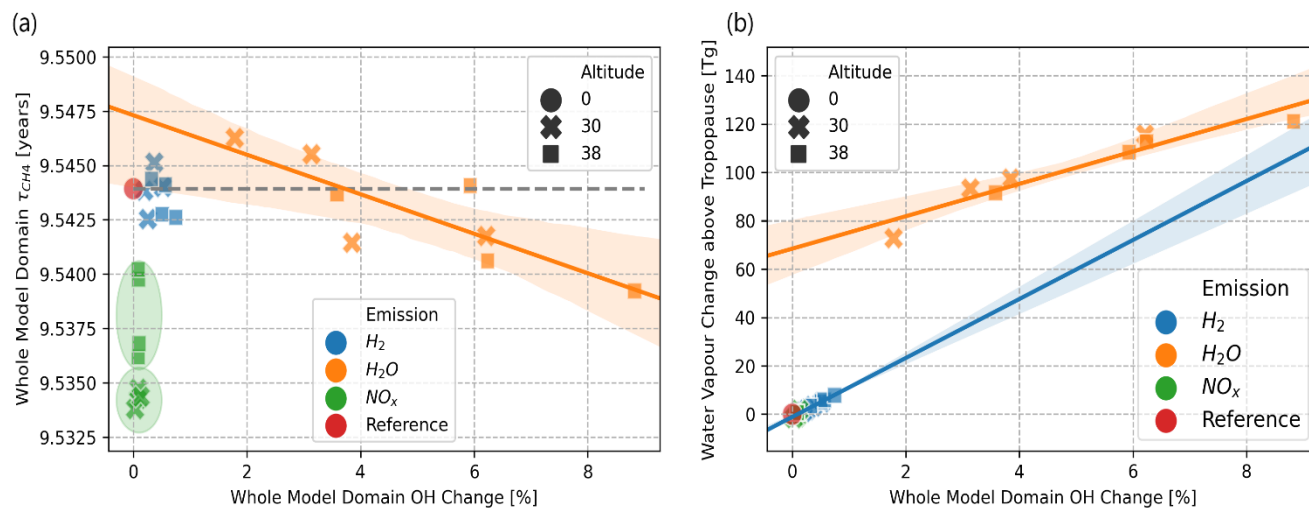 (a)
Whole Model Domain τCH4 [years]
9.5500
9.5475
9.5450
9.5425
9.5400
9.5375
9.5350
9.5325
0
2
4
6
8
Whole Model Domain OH Change [%]
Altitude
0
30
38
Emission
H2
H2O
NOx
Reference
(b)
Water Vapour Change above Tropopause [Tg]
140
120
100
80
60
40
20
0
0
2
4
6
8
Whole Model Domain OH Change [%]
Altitude
0
30
38
Emission
H2
H2O
NOx
Reference